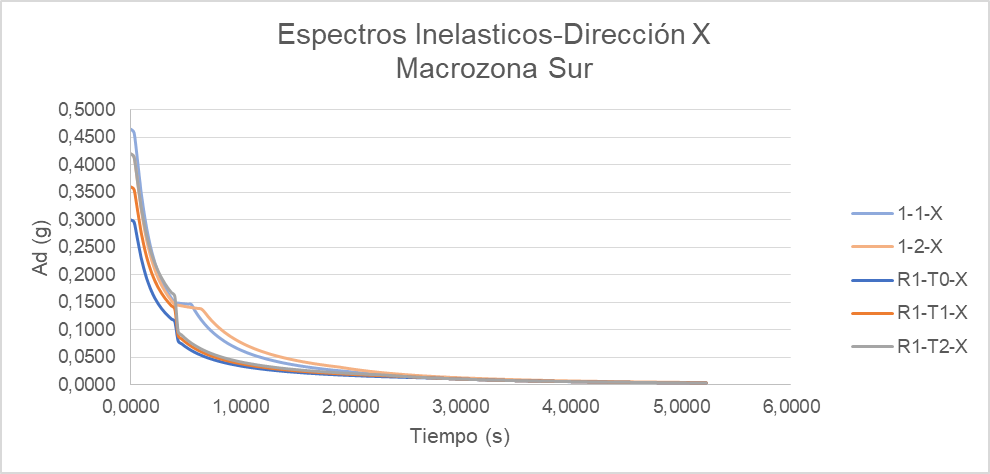 Espectros Inelasticos-Dirección X
Macrozona Sur
0,5000
0,4500
0,4000
0,3500
0,3000
0,2500
0,2000
0,1500
0,1000
0,0500
0,0000
Ad (g)
0,0000 1,0000 2,0000 3,0000 4,0000 5,0000 6,0000
Tiempo (s)
1-1-X
1-2-X
R1-T0-X
R1-T1-X
R1-T2-X